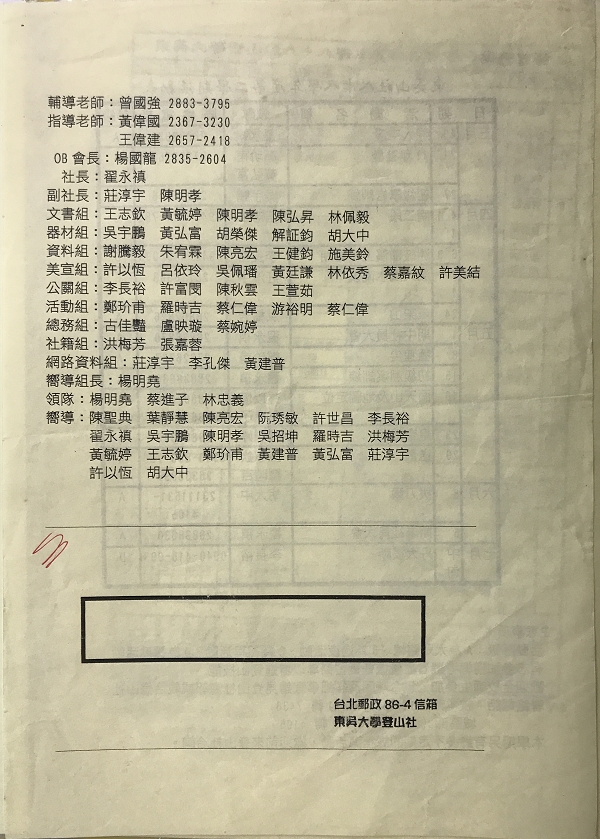 輔導老師：曾國強 2883-3795
指導老師：黃偉國 2367-3230
王偉建 2657-2418
OB 會長：楊國龍 2835-2604
社長：翟永禛
副社長：莊淳宇 陳明孝
文書組：王志欽 黃毓婷 陳明孝 陳弘昇 林佩毅
器材組：吳宇鵬 黃弘富 胡榮傑 解証鈞 胡大中
資料組：謝騰毅 朱宥霖 陳亮宏 王健鈞 施美鈴
美宣組：許以恆 呂依玲 吳佩璠 黃廷謙 林依秀 蔡嘉紋 許美結
公關組：李長裕 許富閔 陳秋雲 王萱茹
活動組：鄭玠甫 羅時吉 蔡仁偉 游裕明 蔡仁偉
總務組：古佳豔 盧映璇 蔡婉婷
社籍組：洪梅芳 張嘉蓉
網路資料組：莊淳宇 李孔傑 黃建普
嚮導組長：楊明堯
領隊：楊明堯 蔡進子 林忠義
嚮導：陳聖典 葉靜慧 陳亮宏 阮琇敏 許世昌 李長裕
翟永禛 吳宇鵬 陳明孝 吳招坤 羅時吉 洪梅芳
黃毓婷 王志欽 鄭玠甫 黃建普 黃弘富 莊淳宇
許以恆 胡大中
台北郵政 86-4 信箱
東吳大學登山社